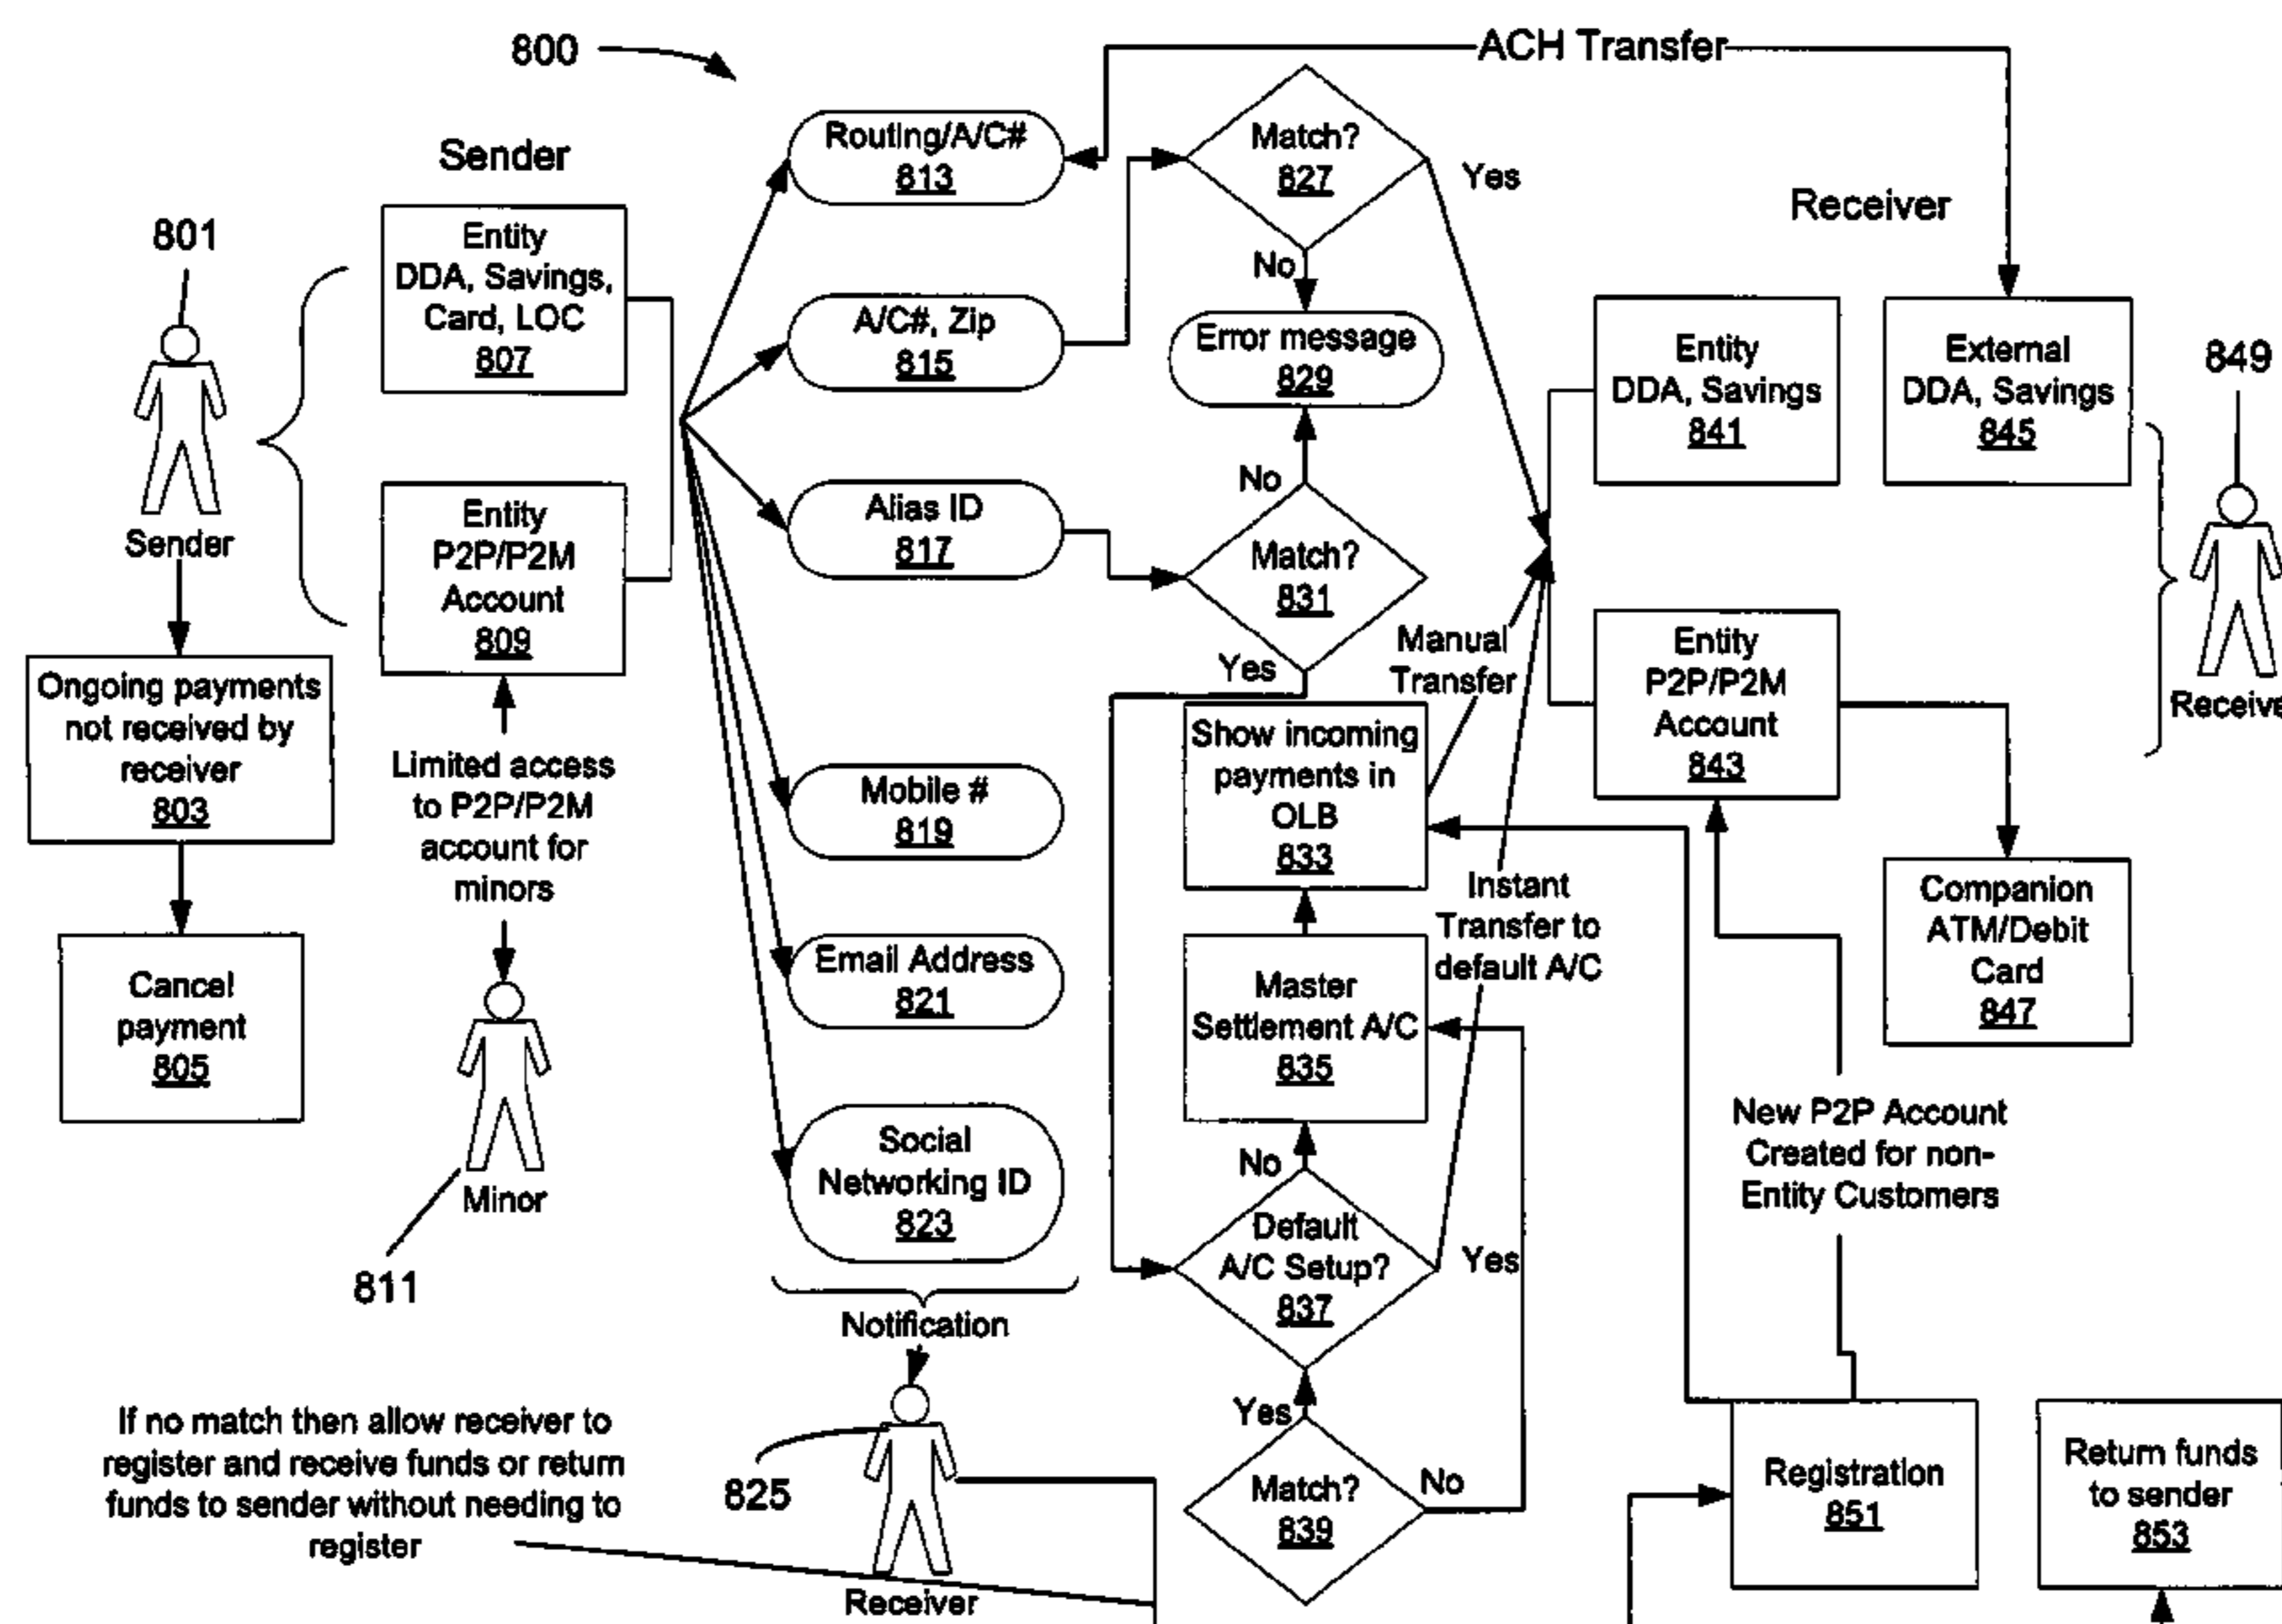 800
ACH Transfer
Sender
801
Entity
DDA, Savings,
Card, LOC
807
Sender
Entity
P2P/P2M
Account
809
Ongoing payments
not received by
receiver
803
Cancel
payment
805
Limited access
to P2P/P2M
account for
minors
Minor
811
Routing/A/C#
813
A/C#, Zip
815
Alias ID
817
Mobile #
819
Email Address
821
Social
Networking ID
823
Notification
825
Receiver
If no match then allow receiver to
register and receive funds or return
funds to sender without needing to
register
Match?
827
Yes
No
Error message
829
No
Match?
831
Yes
Show incoming
payments in
OLB
833
Manual
Transfer
Master
Settlement A/C
835
Instant
Transfer to
default A/C
No
Default
A/C Setup?
837
Yes
Yes
Match?
839
No
Receiver
Entity
DDA, Savings
841
External
DDA, Savings
845
849
Receive
Entity
P2P/P2M
Account
843
Companion
ATM/Debit
Card
847
New P2P Account
Created for non-
Entity Customers
Registration
851
Return funds
to sender
853